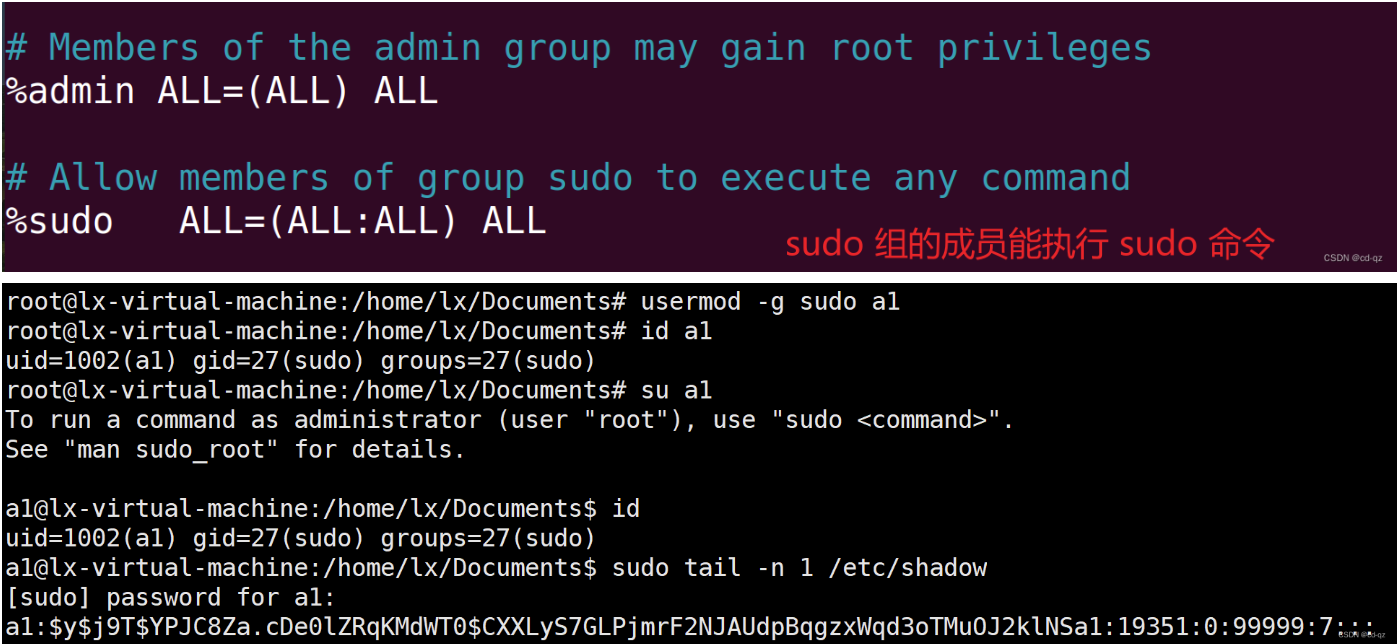 # Members of the admin group may gain root privileges
%admin ALL=(ALL) ALL
# Allow members of group sudo to execute any command
%sudo   ALL=(ALL:ALL) ALL
sudo 组的成员能执行 sudo 命令
CSDN @cd-qz
root@lx-virtual-machine:/home/lx/Documents# usermod -g sudo a1
root@lx-virtual-machine:/home/lx/Documents# id a1
uid=1002(a1) gid=27(sudo) groups=27(sudo)
root@lx-virtual-machine:/home/lx/Documents# su a1
To run a command as administrator (user "root"), use "sudo <command>".
See "man sudo_root" for details.
a1@lx-virtual-machine:/home/lx/Documents$ id
uid=1002(a1) gid=27(sudo) groups=27(sudo)
a1@lx-virtual-machine:/home/lx/Documents$ sudo tail -n 1 /etc/shadow
[sudo] password for a1:
a1:$y$j9T$YPJC8Za.cDe0lZRqKMdWT0$CXXLyS7GLPjmrF2NJAUdpBqgzxWqd3oTMuOJ2klNSa1:19351:0:99999:7:::
CSDN @cd-qz